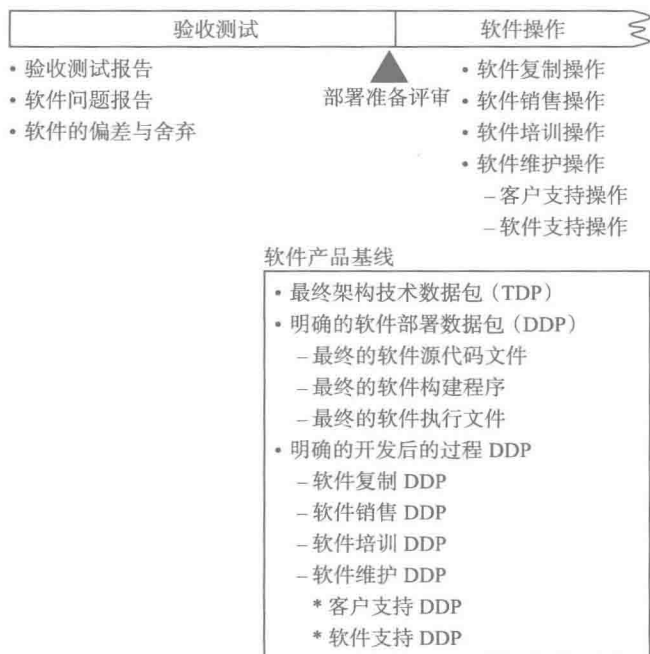 验收测试
软件操作
• 验收测试报告
• 软件问题报告
• 软件的偏差与舍弃
部署准备评审
• 软件复制操作
• 软件销售操作
• 软件培训操作
• 软件维护操作
– 客户支持操作
– 软件支持操作
软件产品基线
• 最终架构技术数据包（TDP）
• 明确的软件部署数据包（DDP）
– 最终的软件源代码文件
– 最终的软件构建程序
– 最终的软件执行文件
• 明确的开发后的过程 DDP
– 软件复制 DDP
– 软件销售 DDP
– 软件培训 DDP
– 软件维护 DDP
* 客户支持 DDP
* 软件支持 DDP